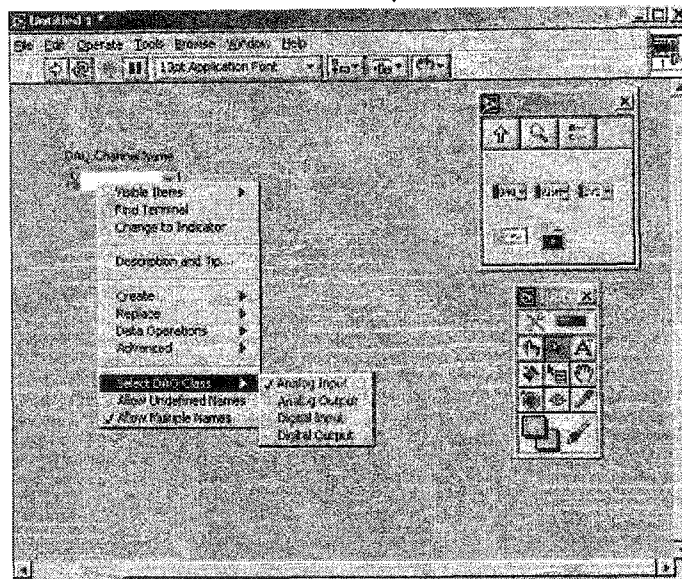 Untitled 1 *
File Edit Operate Tools Browse Window Help
13pt Application Font
1
DAQ Channel Name
Visible Items
Find Terminal
Change to Indicator
Description and Tip...
Create
Replace
Data Operations
Advanced
Select DAQ Class
Allow Undefined Names
Allow Multiple Names
Analog Input
Analog Output
Digital Input
Digital Output
A